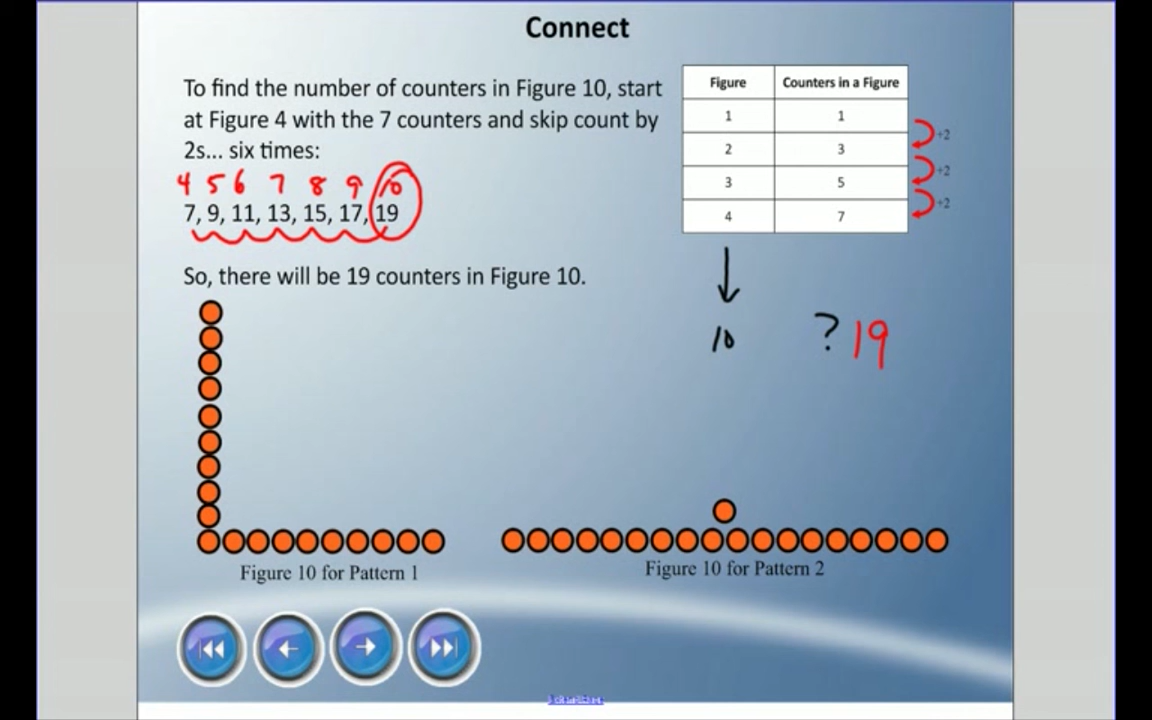 Connect
To find the number of counters in Figure 10, start
at Figure 4 with the 7 counters and skip count by
2s... six times:
4 5 6 7 8 9 10
7, 9, 11, 13, 15, 17, 19
So, there will be 19 counters in Figure 10.
Figure Counters in a Figure
1 1
2 3
3 5
4 7
+2
+2
+2
10 ? 19
Figure 10 for Pattern 1
Figure 10 for Pattern 2